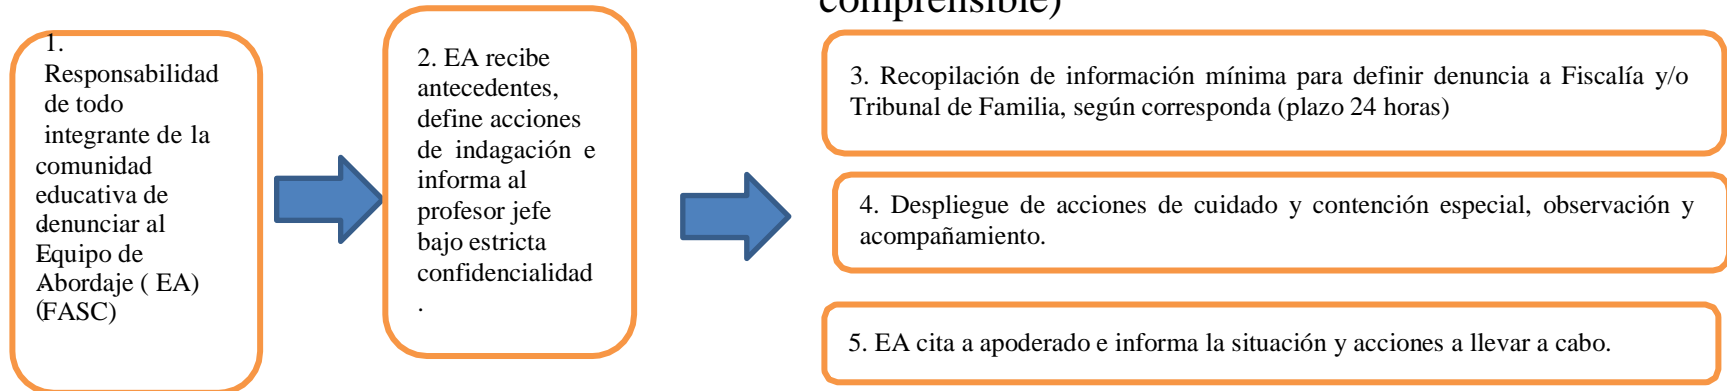 comprensible)
1.
Responsabilidad
de todo
integrante de la
comunidad
educativa de
denunciar al
Equipo de
Abordaje ( EA)
(FASC)
2. EA recibe
antecedentes,
define acciones
de indagación e
informa al
profesor jefe
bajo estricta
confidencialidad
.
3. Recopilación de información mínima para definir denuncia a Fiscalía y/o
Tribunal de Familia, según corresponda (plazo 24 horas)
4. Despliegue de acciones de cuidado y contención especial, observación y
acompañamiento.
5. EA cita a apoderado e informa la situación y acciones a llevar a cabo.